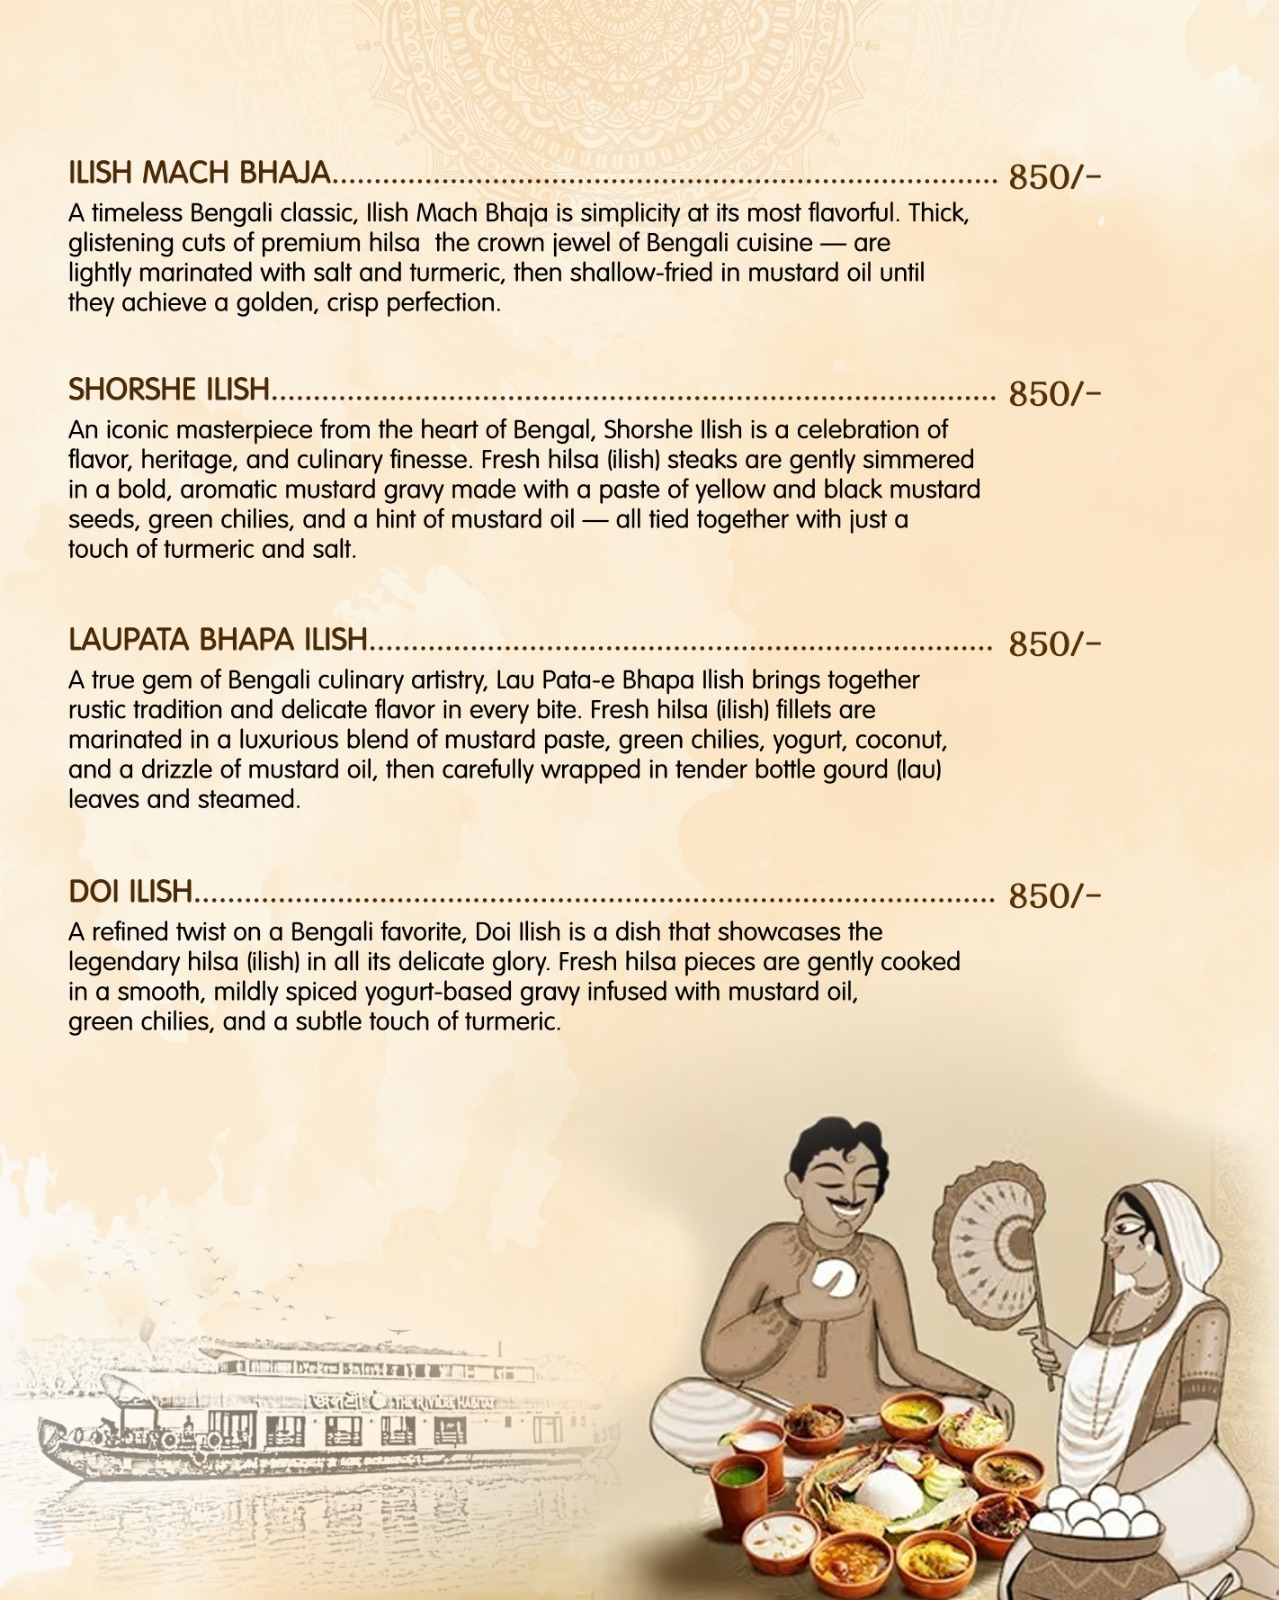 ILISH MACH BHAJA.................................................................................. 850/-
A timeless Bengali classic, Ilish Mach Bhaja is simplicity at its most flavorful. Thick,
glistening cuts of premium hilsa  the crown jewel of Bengali cuisine — are
lightly marinated with salt and turmeric, then shallow-fried in mustard oil until
they achieve a golden, crisp perfection.
SHORSHE ILISH......................................................................................... 850/-
An iconic masterpiece from the heart of Bengal, Shorshe Ilish is a celebration of
flavor, heritage, and culinary finesse. Fresh hilsa (ilish) steaks are gently simmered
in a bold, aromatic mustard gravy made with a paste of yellow and black mustard
seeds, green chilies, and a hint of mustard oil — all tied together with just a
touch of turmeric and salt.
LAUPATA BHAPA ILISH............................................................................. 850/-
A true gem of Bengali culinary artistry, Lau Pata-e Bhapa Ilish brings together
rustic tradition and delicate flavor in every bite. Fresh hilsa (ilish) fillets are
marinated in a luxurious blend of mustard paste, green chilies, yogurt, coconut,
and a drizzle of mustard oil, then carefully wrapped in tender bottle gourd (lau)
leaves and steamed.
DOI ILISH................................................................................................... 850/-
A refined twist on a Bengali favorite, Doi Ilish is a dish that showcases the
legendary hilsa (ilish) in all its delicate glory. Fresh hilsa pieces are gently cooked
in a smooth, mildly spiced yogurt-based gravy infused with mustard oil,
green chilies, and a subtle touch of turmeric.
THE RIVIERE HABITAT